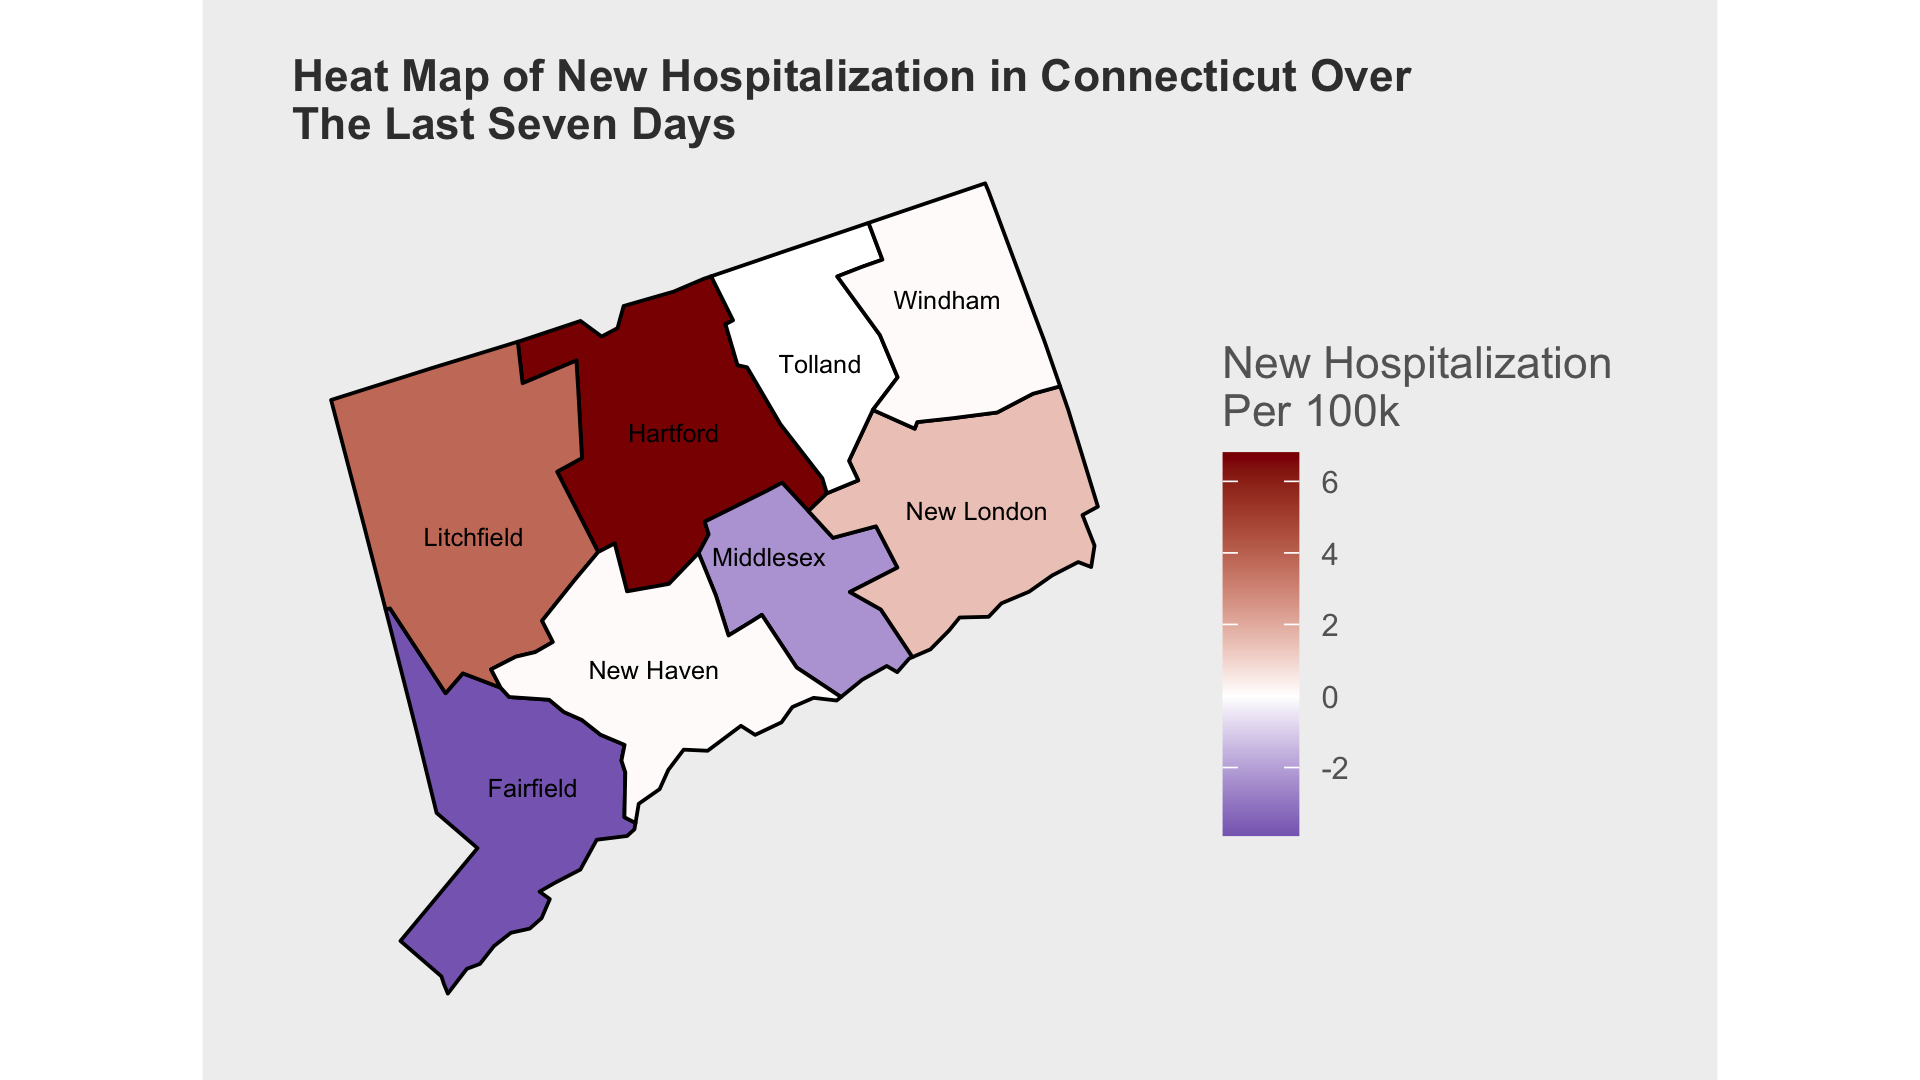 Heat Map of New Hospitalization in Connecticut Over
The Last Seven Days
Windham
Tolland
Hartford
New London
Litchfield
Middlesex
New Haven
Fairfield
New Hospitalization
Per 100k
6
4
2
0
-2